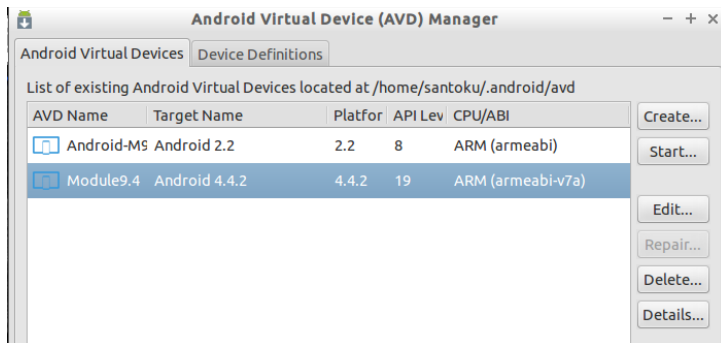 Android Virtual Device (AVD) Manager
Android Virtual Devices Device Definitions
List of existing Android Virtual Devices located at /home/santoku/.android/avd
AVD Name Target Name Platfor API Lev CPU/ABI
Android-M9 Android 2.2 2.2 8 ARM (armeabi)
Module9.4 Android 4.4.2 4.4.2 19 ARM (armeabi-v7a)
Create...
Start...
Edit...
Repair...
Delete...
Details...